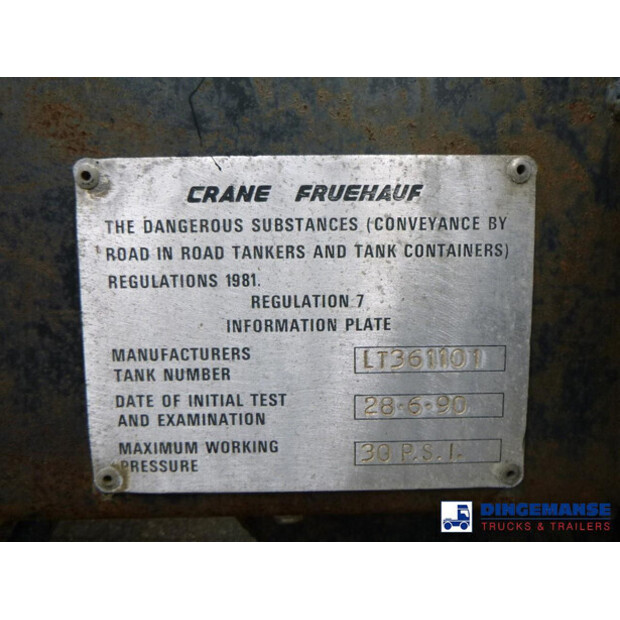 CRANE FRUEHAUF
THE DANGEROUS SUBSTANCES (CONVEYANCE BY
ROAD IN ROAD TANKERS AND TANK CONTAINERS)
REGULATIONS 1981.
REGULATION 7
INFORMATION PLATE
MANUFACTURERS
TANK NUMBER
LT361101
DATE OF INITIAL TEST
AND EXAMINATION
28-6-90
MAXIMUM WORKING
PRESSURE
30 P.S.I.
DINGEMANSE
TRUCKS & TRAILERS